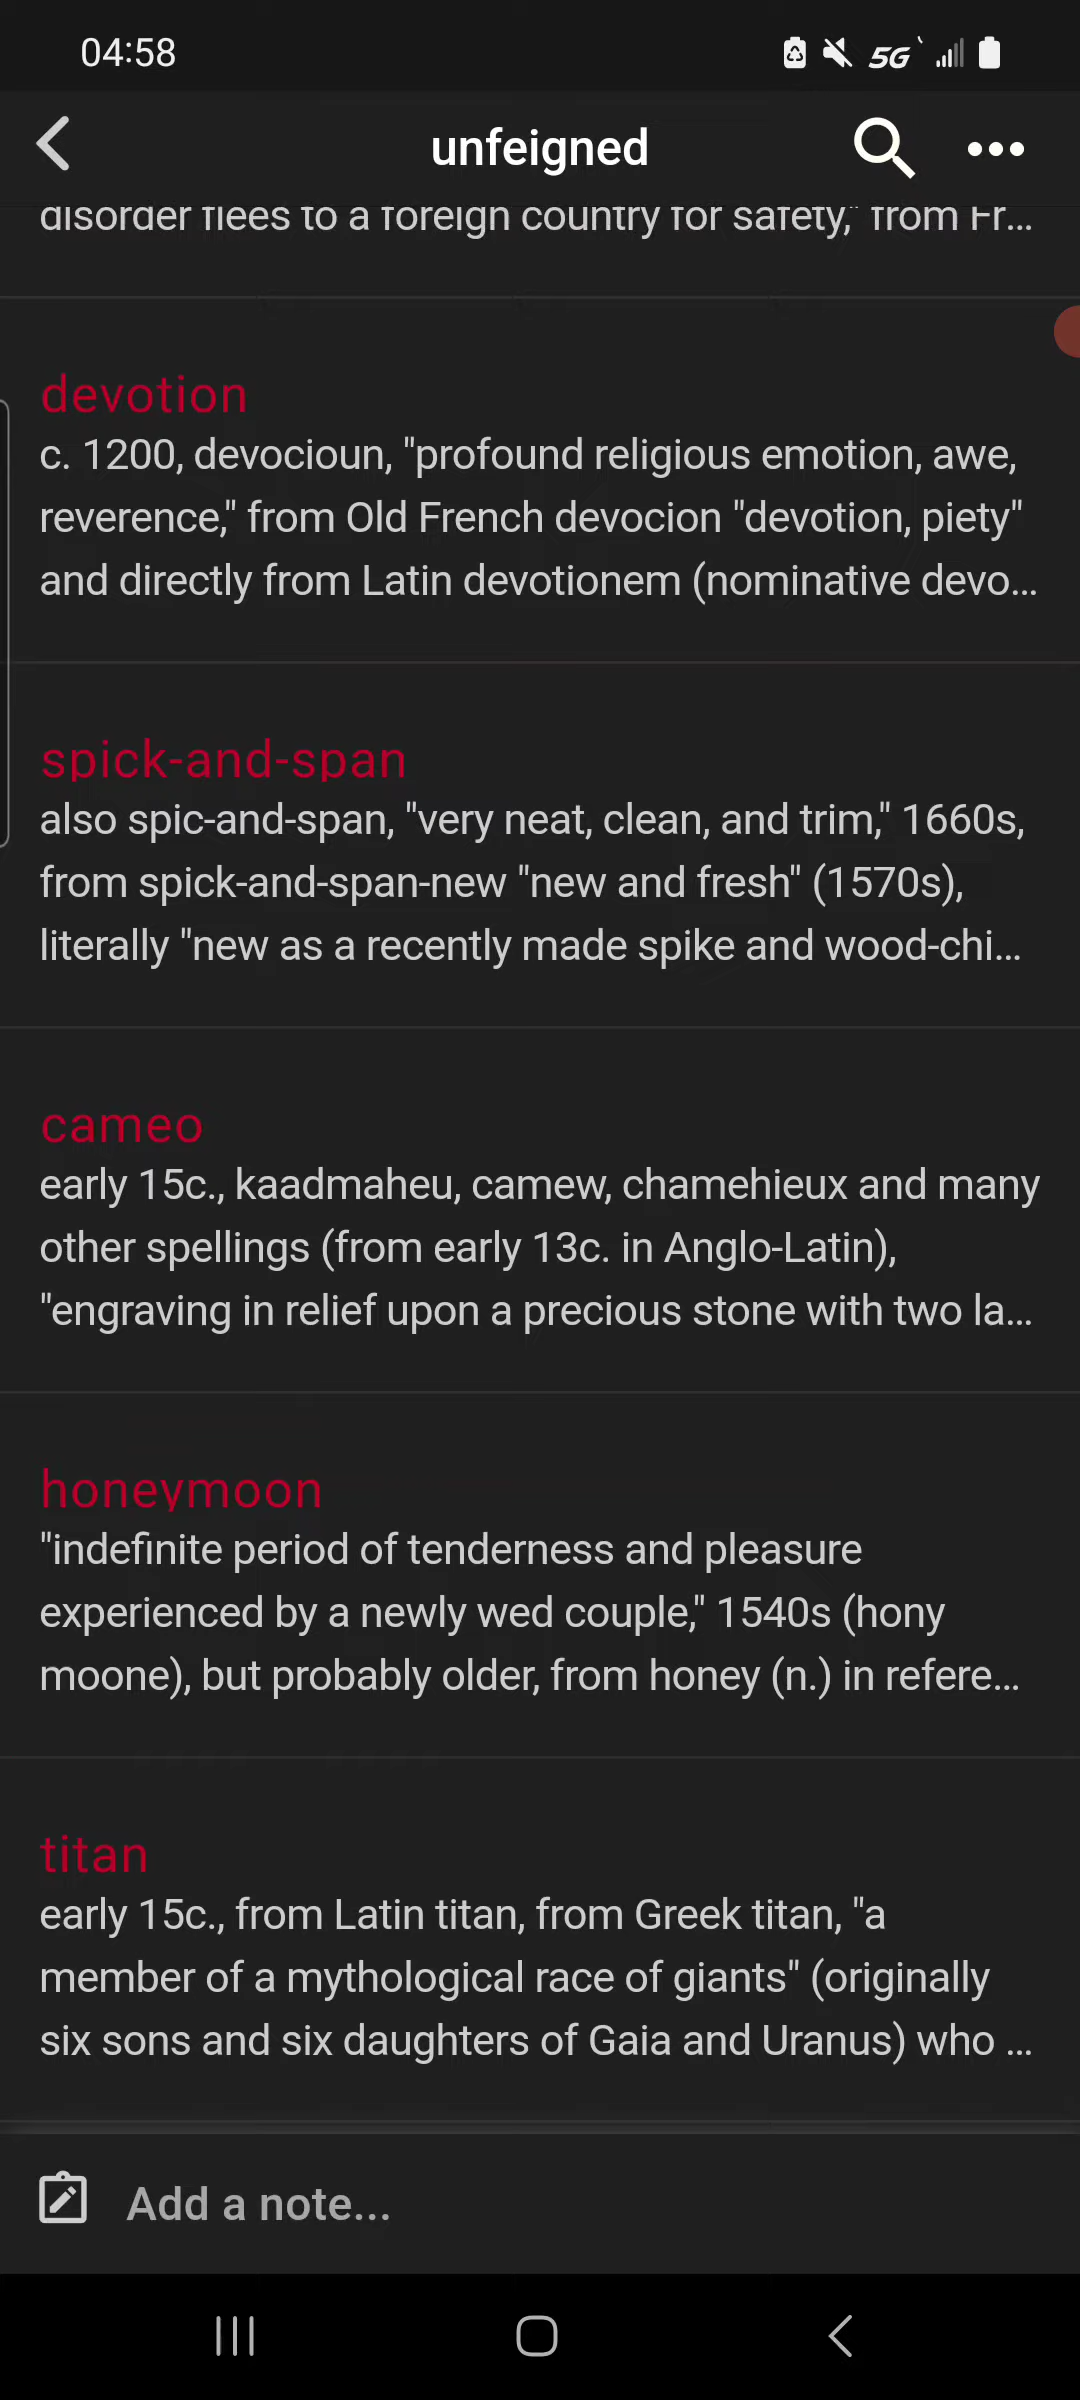 04:58
5G
unfeigned
disorder flees to a foreign country for safety," from Fr...
devotion
c. 1200, devocioun, "profound religious emotion, awe,
reverence," from Old French devocion "devotion, piety"
and directly from Latin devotionem (nominative devo...
spick-and-span
also spic-and-span, "very neat, clean, and trim," 1660s,
from spick-and-span-new "new and fresh" (1570s),
literally "new as a recently made spike and wood-chi...
cameo
early 15c., kaadmaheu, camew, chamehieux and many
other spellings (from early 13c. in Anglo-Latin),
"engraving in relief upon a precious stone with two la...
honeymoon
"indefinite period of tenderness and pleasure
experienced by a newly wed couple," 1540s (hony
moone), but probably older, from honey (n.) in refere...
titan
early 15c., from Latin titan, from Greek titan, "a
member of a mythological race of giants" (originally
six sons and six daughters of Gaia and Uranus) who ...
Add a note...